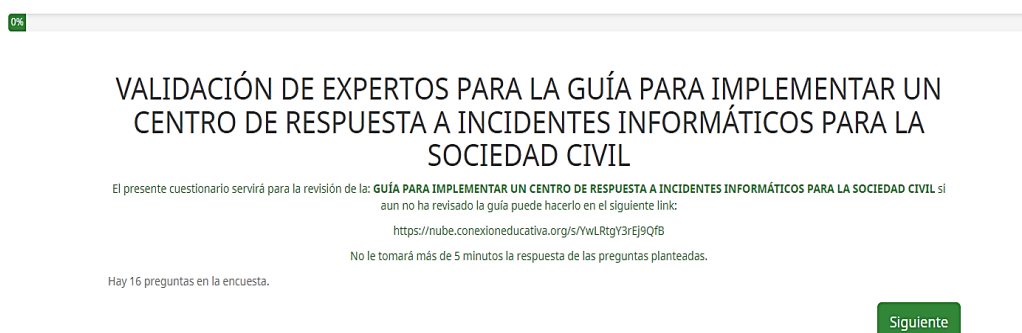 0%
VALIDACIÓN DE EXPERTOS PARA LA GUÍA PARA IMPLEMENTAR UN
CENTRO DE RESPUESTA A INCIDENTES INFORMÁTICOS PARA LA
SOCIEDAD CIVIL
El presente cuestionario servirá para la revisión de la: GUÍA PARA IMPLEMENTAR UN CENTRO DE RESPUESTA A INCIDENTES INFORMÁTICOS PARA LA SOCIEDAD CIVIL si
aun no ha revisado la guía puede hacerlo en el siguiente link:
https://nube.conexioneducativa.org/s/YwLRtgY3rEj9QfB
No le tomará más de 5 minutos la respuesta de las preguntas planteadas.
Hay 16 preguntas en la encuesta.
Siguiente